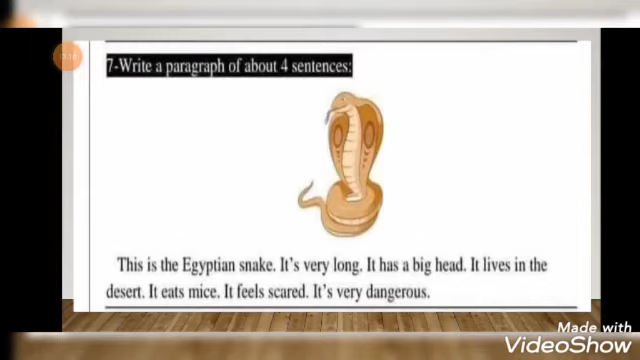 7-Write a paragraph of about 4 sentences:
This is the Egyptian snake. It's very long. It has a big head. It lives in the
desert. It eats mice. It feels scared. It's very dangerous.
Made with
VideoShow